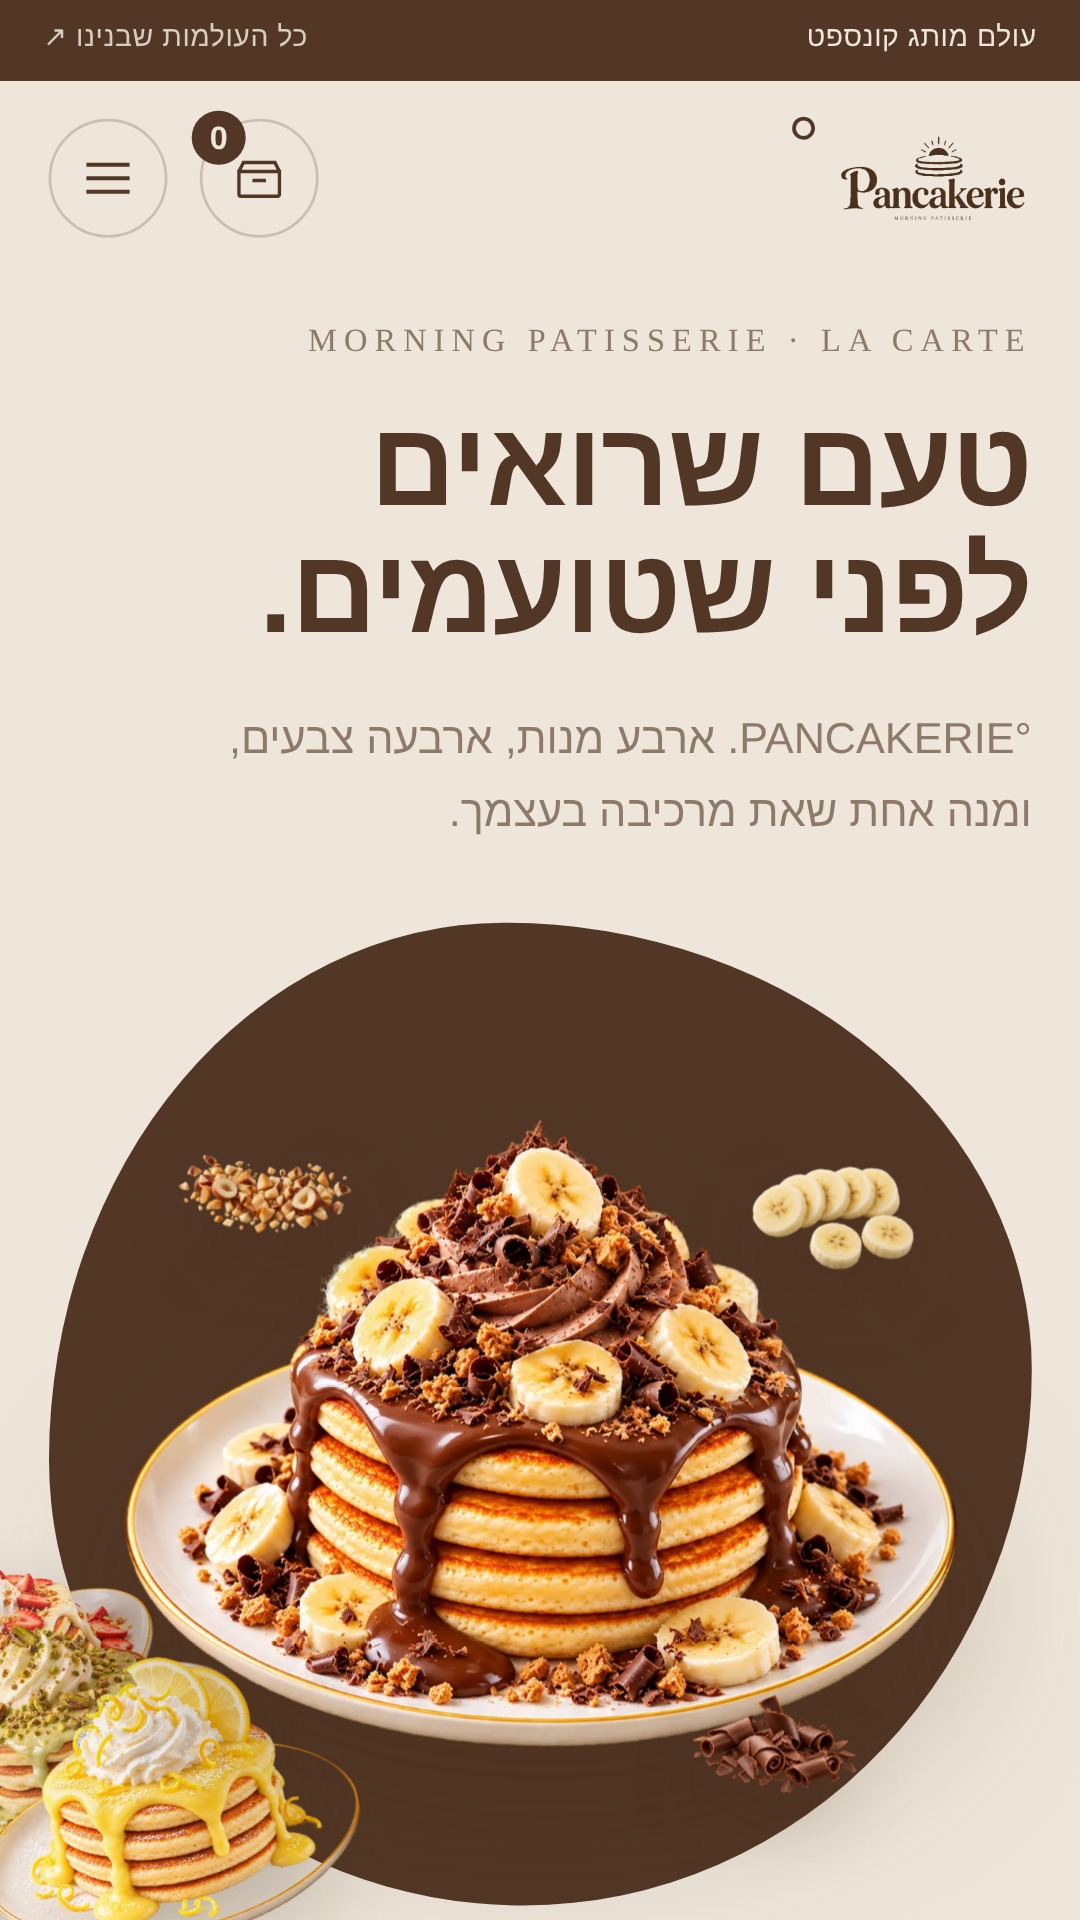 עולם מותג קונספט
כל העולמות שבנינו ↗
0
Pancakerie
MORNING PATISSERIE
MORNING PATISSERIE · LA CARTE
טעם שרואים
לפני שטועמים.
PANCAKERIE°. ארבע מנות, ארבעה צבעים,
ומנה אחת שאת מרכיבה בעצמך.